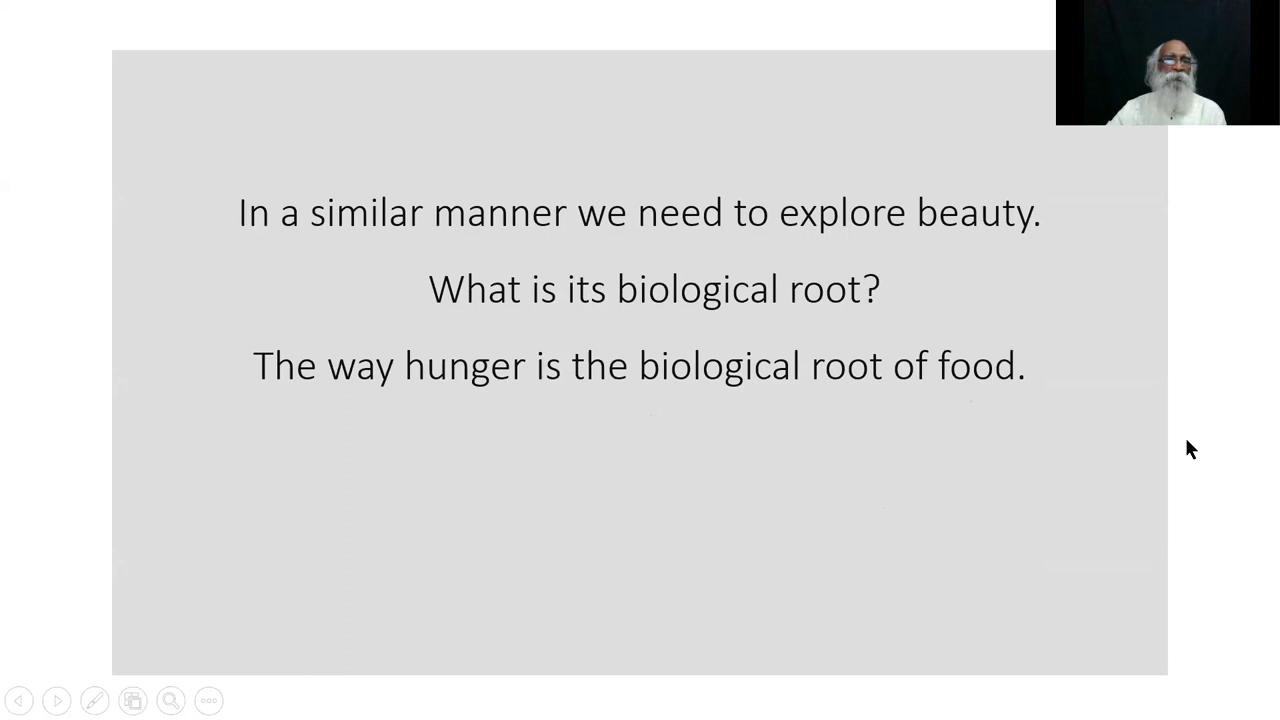 In a similar manner we need to explore beauty.
What is its biological root?
The way hunger is the biological root of food.